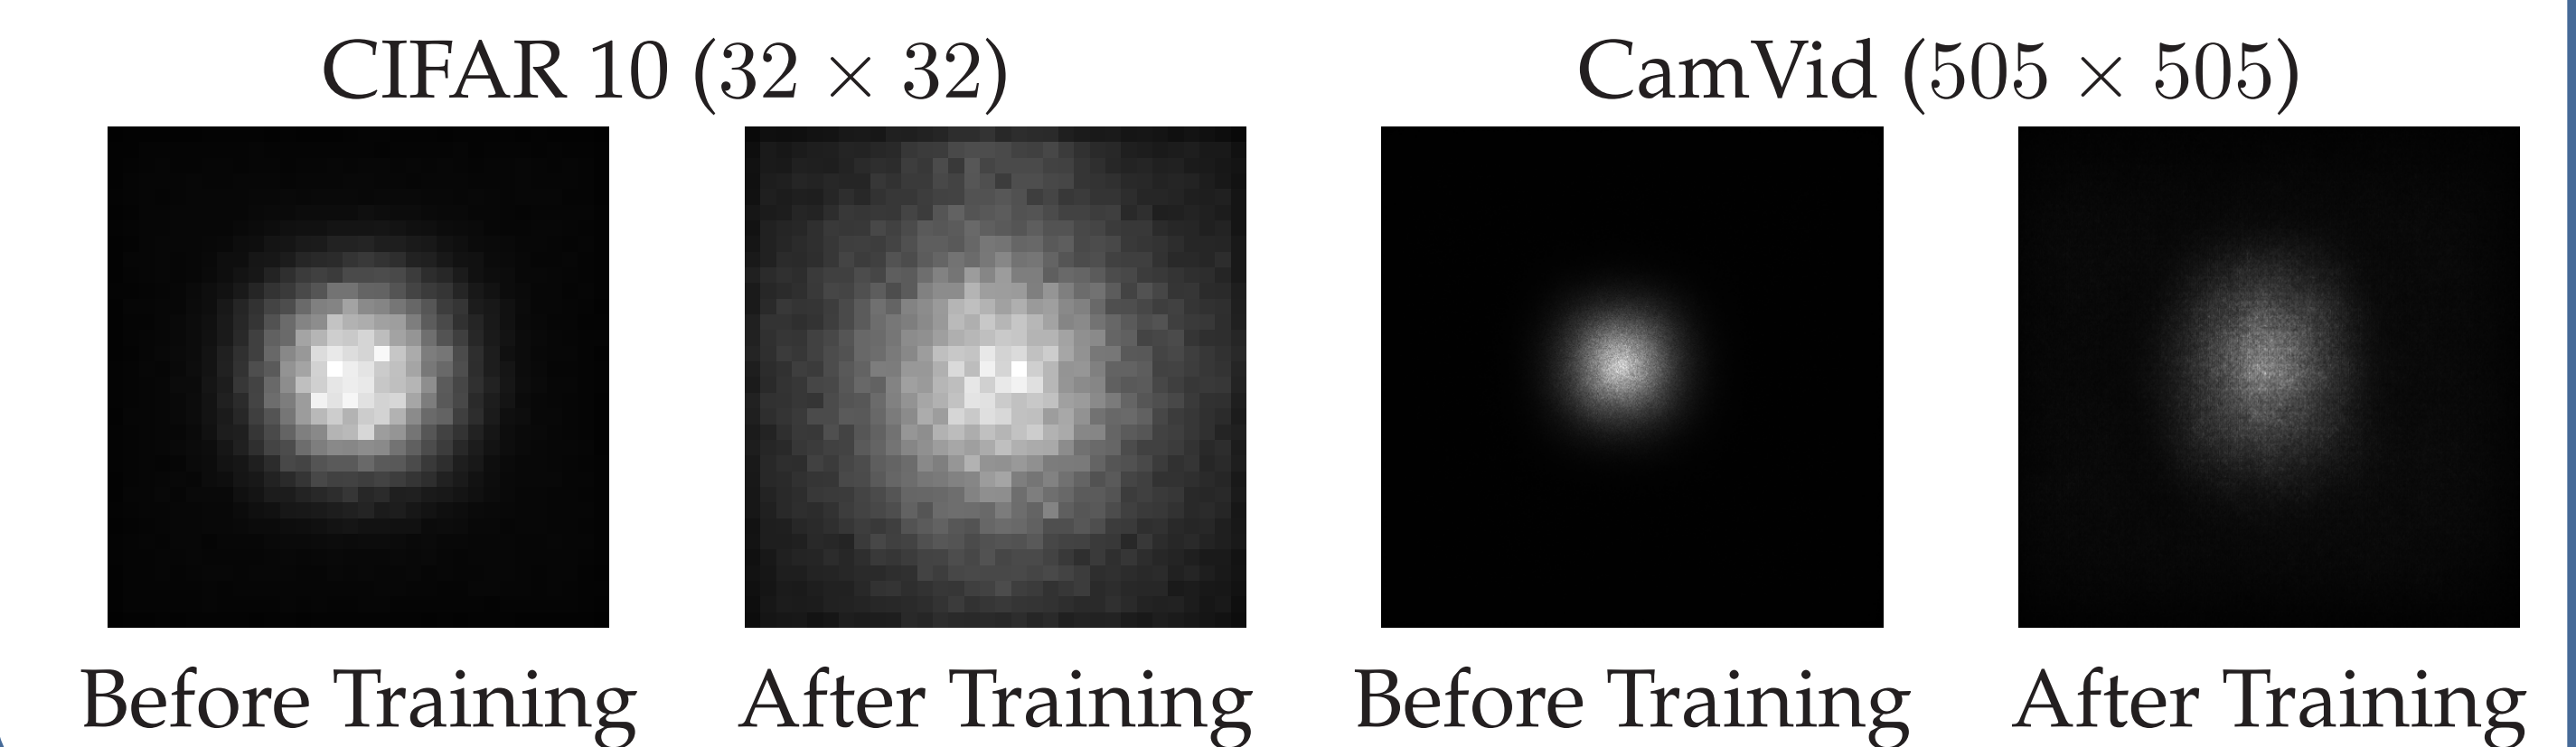 CIFAR 10 (32 × 32) CamVid (505 × 505)
Before Training After Training Before Training After Training